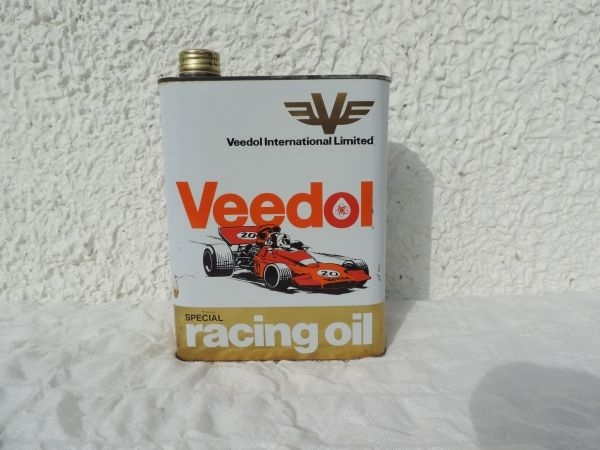 Veedol International Limited
Veedol
20
20
SPECIAL
racing oil